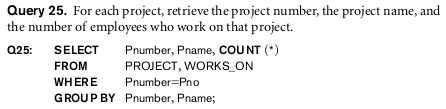 Query 25. For each project, retrieve the project number, the project name, and
the number of employees who work on that project.
Q25: SELECT Pnumber, Pname, COUNT (*)
FROM PROJECT, WORKS_ON
WHERE Pnumber=Pno
GROUP BY Pnumber, Pname;